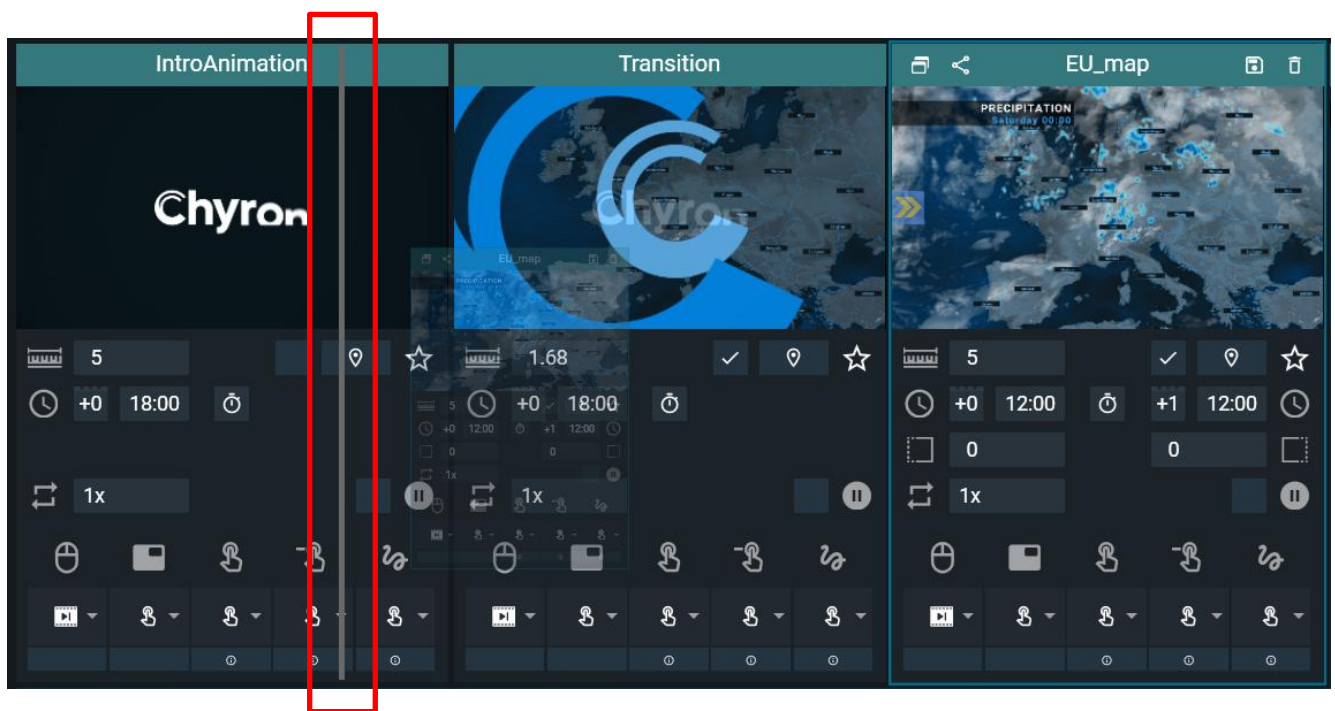 IntroAnimation
Transition
EU_map
Chyron
Chyron
PRECIPITATION
Saturday 00:00
EU_map
PRECIPITATION
5
1.68
5
5
+0 18:00
+0 18:00
+0 12:00 +1 12:00
+0 12:00 +1 12:00
0 0
0 0
1x
1x
1x
1x